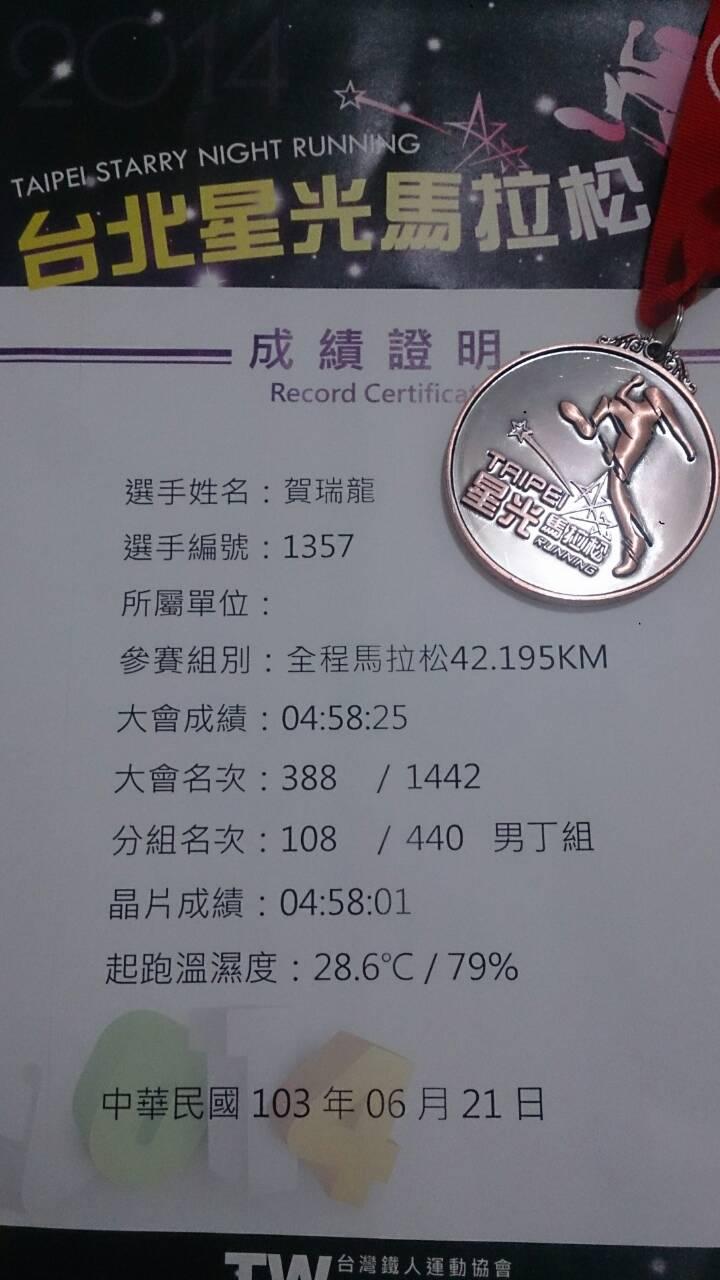 2014
TAIPEI STARRY NIGHT RUNNING
台北星光馬拉松
成績證明
Record Certifica
TAIPEI
星光馬拉松
RUNNING
選手姓名：賀瑞龍
選手編號：1357
所屬單位：
參賽組別：全程馬拉松42.195KM
大會成績：04:58:25
大會名次：388 / 1442
分組名次：108 / 440 男丁組
晶片成績：04:58:01
起跑溫濕度：28.6°C / 79%
中華民國 103 年 06 月 21 日
台灣鐵人運動協會